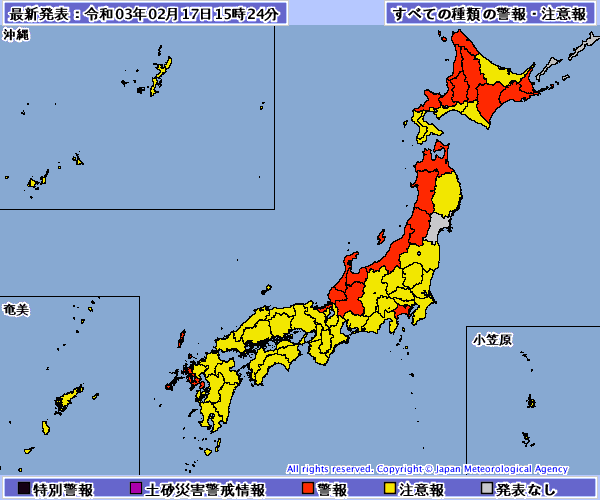 最新発表：令和03年02月17日15時24分
すべての種類の警報・注意報
沖縄
奄美
小笠原
All rights reserved. Copyright © Japan Meteorological Agency
特別警報 土砂災害警戒情報 警報 注意報 発表なし